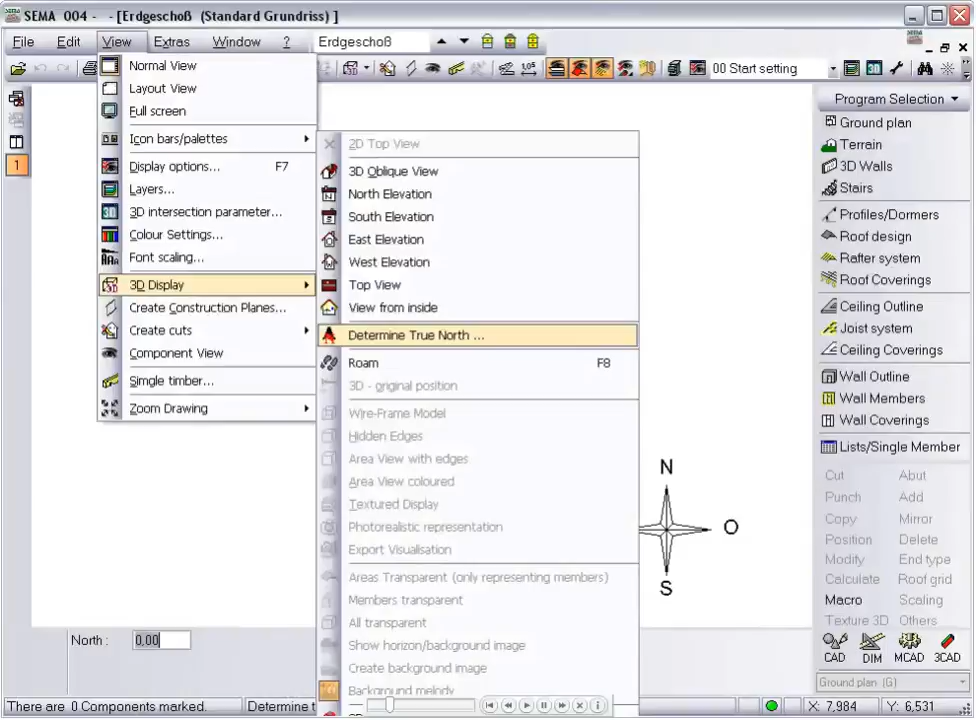 SEMA  004 -   - [Erdgeschoß  (Standard Grundriss) ]
File Edit View Extras Window ? Erdgeschoß
1,05 00 Start setting 3D
Normal View
Layout View
Full screen
Icon bars/palettes
Display options... F7
Layers...
3D intersection parameter...
Colour Settings...
Font scaling...
3D Display
Create Construction Planes...
Create cuts
Component View
Single timber...
Zoom Drawing
1
2D Top View
3D Oblique View
North Elevation
South Elevation
East Elevation
West Elevation
Top View
View from inside
Determine True North ...
Roam F8
3D - original position
Wire-Frame Model
Hidden Edges
Area View with edges
Area View coloured
Textured Display
Photorealistic representation
Export Visualisation
Areas Transparent (only representing members)
Members transparent
All transparent
Show horizon/background image
Create background image
Background melody
N
O
S
Program Selection
Ground plan
Terrain
3D Walls
Stairs
Profiles/Dormers
Roof design
Rafter system
Roof Coverings
Ceiling Outline
Joist system
Ceiling Coverings
Wall Outline
Wall Members
Wall Coverings
Lists/Single Member
Cut Abut
Punch Add
Copy Mirror
Position Delete
Modify End type
Calculate Roof grid
Macro Scaling
Texture 3D Others
CAD DIM MCAD 3CAD
Ground plan (G)
North : 0,00
There are  0 Components marked. Determine t X: 7,984 Y: 6,531